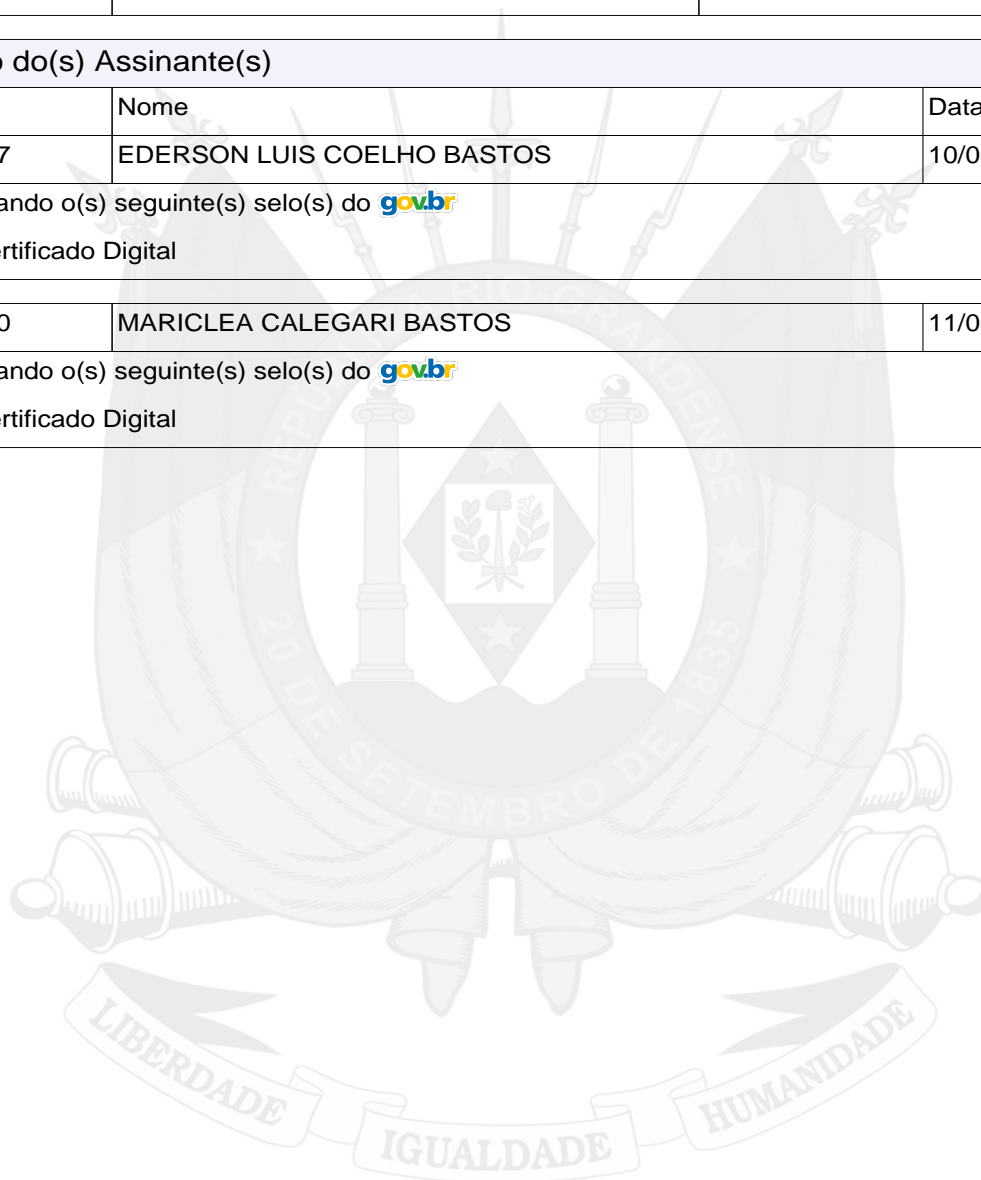 o do(s) Assinante(s)
Nome Data
7 EDERSON LUIS COELHO BASTOS 10/0
ando o(s) seguinte(s) selo(s) do gov.br
ertificado Digital
0 MARICLEA CALEGARI BASTOS 11/0
ando o(s) seguinte(s) selo(s) do gov.br
ertificado Digital
REPUBLICA RIO-GRANDENSE
20 DE SETEMBRO DE 1835
LIBERDADE IGUALDADE HUMANIDADE